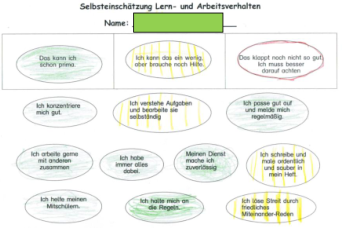 Selbsteinschätzung Lern- und Arbeitsverhalten
Name:
Das kann ich
schon prima.
Ich kann das ein wenig,
aber brauche noch Hilfe.
Das klappt noch nicht so gut.
Ich muss besser
darauf achten
Ich konzentriere
mich gut.
Ich verstehe Aufgaben
und bearbeite sie
selbständig
Ich passe gut auf
und melde mich
regelmäßig.
Ich arbeite gerne
mit anderen
zusammen
Ich habe
immer alles
dabei.
Meinen Dienst
mache ich
zuverlässig
Ich schreibe und
male ordentlich
und sauber in
mein Heft.
Ich helfe meinen
Mitschülern.
Ich halte mich an
die Regeln.
Ich löse Streit durch
friedliches
Miteinander-Reden